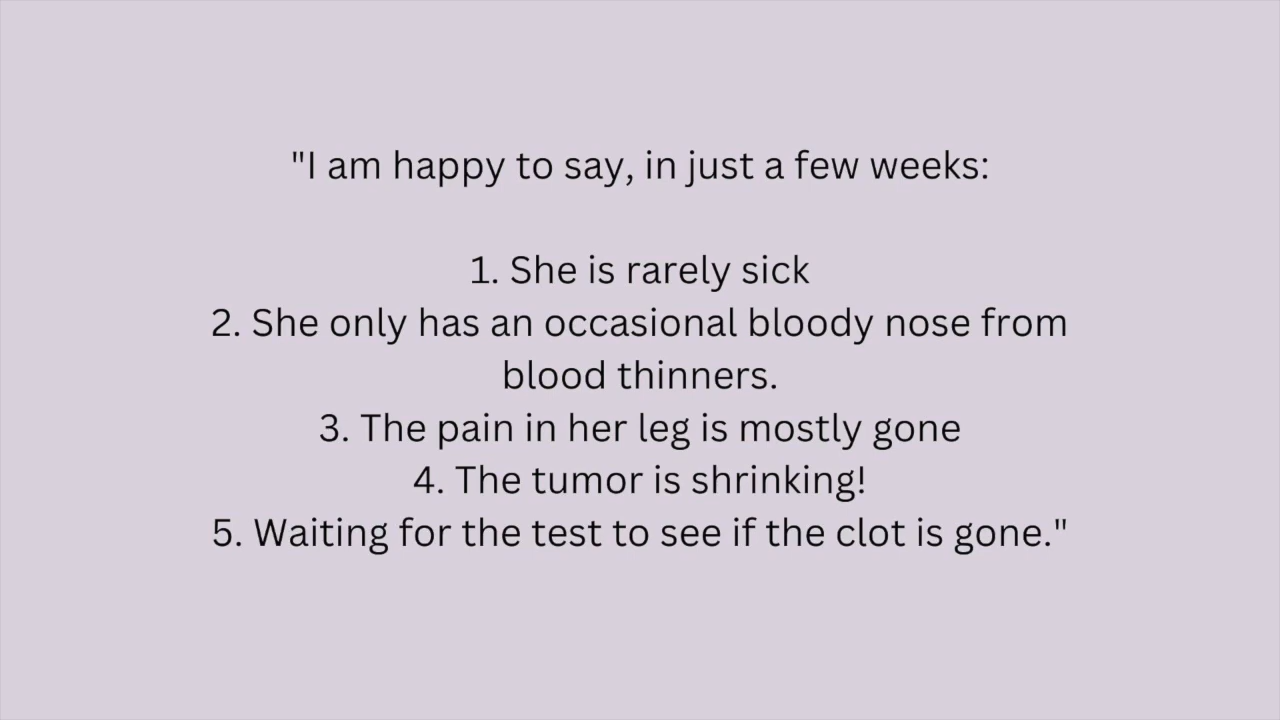 "I am happy to say, in just a few weeks:
1. She is rarely sick
2. She only has an occasional bloody nose from
blood thinners.
3. The pain in her leg is mostly gone
4. The tumor is shrinking!
5. Waiting for the test to see if the clot is gone."